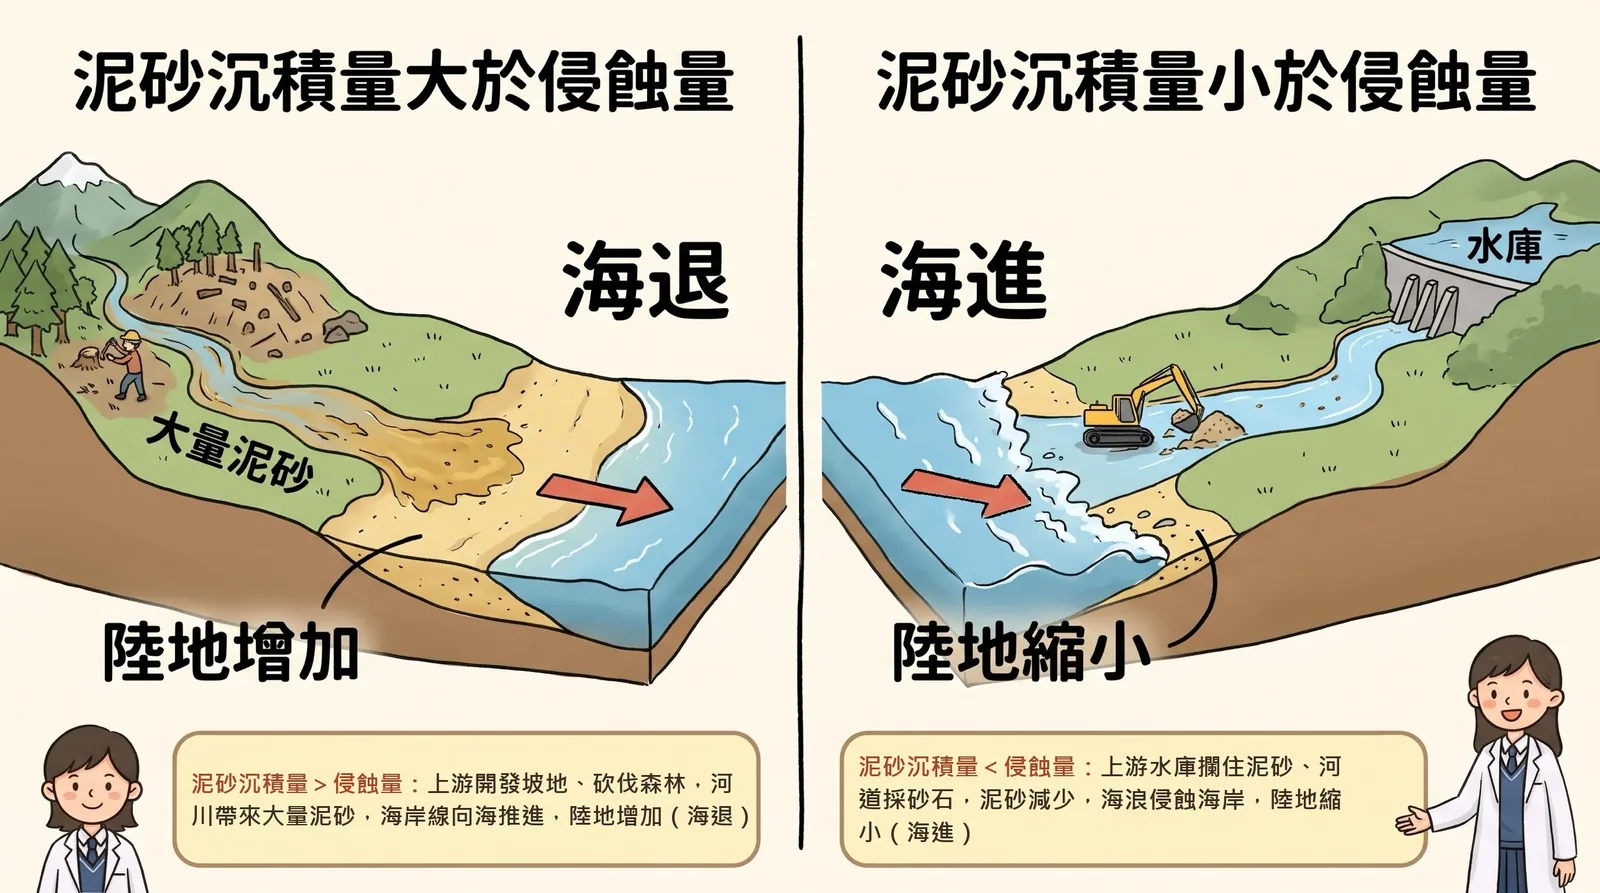 泥砂沉積量大於侵蝕量
海退
大量泥砂
陸地增加
泥砂沉積量＞侵蝕量：上游開發坡地、砍伐森林，河
川帶來大量泥砂，海岸線向海推進，陸地增加（海退）
泥砂沉積量小於侵蝕量
海進
水庫
陸地縮小
泥砂沉積量＜侵蝕量：上游水庫攔住泥砂、河
道採砂石，泥砂減少，海浪侵蝕海岸，陸地縮
小（海進）